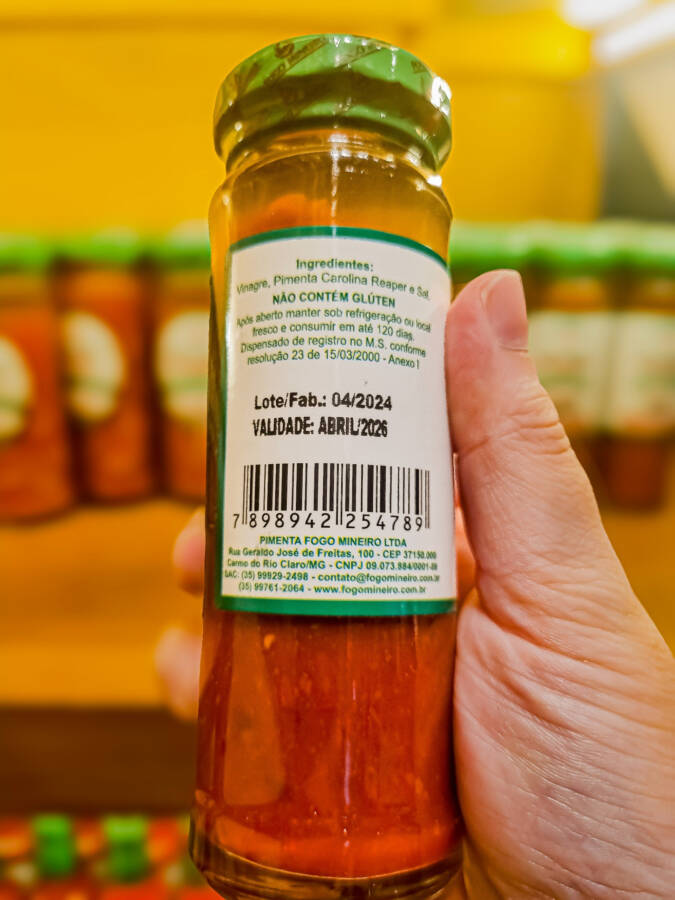 FOGO MINEIRO
Ingredientes:
Vinagre, Pimenta Carolina Reaper e Sal.
NÃO CONTÉM GLÚTEN
Após aberto manter sob refrigeração ou local
fresco e consumir em até 120 dias.
Dispensado de registro no M.S. conforme
resolução 23 de 15/03/2000 - Anexo I
Lote/Fab.: 04/2024
VALIDADE: ABRIL/2026
7 898942 254789
PIMENTA FOGO MINEIRO LTDA
Rua Geraldo José de Freitas, 100 - CEP 37150.000
Carmo do Rio Claro/MG - CNPJ 09.073.984/0001-89
SAC: (35) 99929-2498 - contato@fogomineiro.com.br
(35) 99761-2064 - www.fogomineiro.com.br